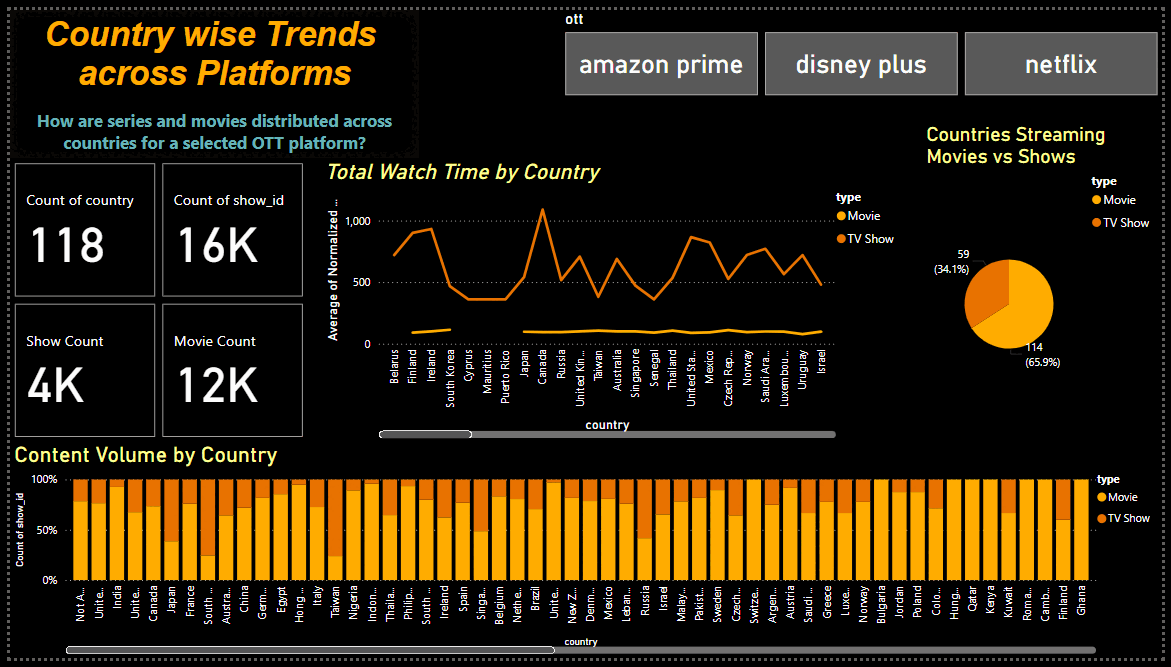 Country wise Trends
across Platforms
How are series and movies distributed across
countries for a selected OTT platform?
ott
amazon prime
disney plus
netflix
Count of country
118
Count of show_id
16K
Show Count
4K
Movie Count
12K
Total Watch Time by Country
Average of Normalized ...
1,000
500
0
Belarus
Finland
Ireland
South Korea
Cyprus
Mauritius
Puerto Rico
Japan
Canada
Russia
United Kin...
Taiwan
Australia
Singapore
Senegal
Thailand
United Sta...
Mexico
Czech Rep...
Norway
Saudi Ara...
Luxembou...
Uruguay
Israel
country
type
Movie
TV Show
Countries Streaming
Movies vs Shows
type
Movie
TV Show
59
(34.1%)
114
(65.9%)
Content Volume by Country
Count of show_id
100%
50%
0%
Not A...
Unite...
India
Unite...
Canada
Japan
France
South ...
Austra...
China
Germ...
Egypt
Hong ...
Italy
Taiwan
Nigeria
Indon...
Thaila...
Philip...
South ...
Ireland
Spain
Singa...
Belgium
Nethe...
Brazil
Unite...
New Z...
Denm...
Mexico
Leban...
Russia
Israel
Malay...
Pakist...
Sweden
Czech...
Switze...
Argen...
Austria
Saudi ...
Greece
Luxe...
Norway
Bulgaria
Jordan
Poland
Colo...
Hung...
Qatar
Kenya
Kuwait
Roma...
Camb...
Finland
Ghana
country
type
Movie
TV Show